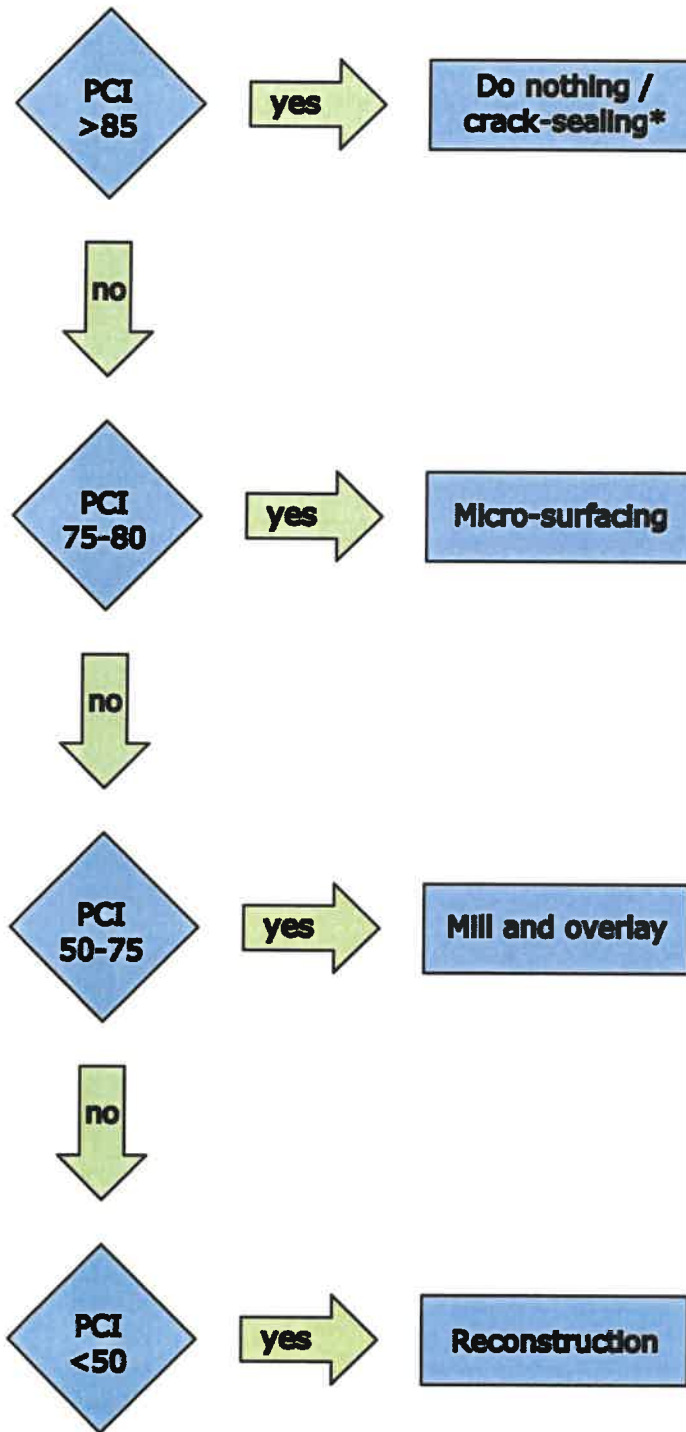 PCI
>85
yes
Do nothing /
crack-sealing*
no
PCI
75-80
yes
Micro-surfacing
no
PCI
50-75
yes
Mill and overlay
no
PCI
<50
yes
Reconstruction